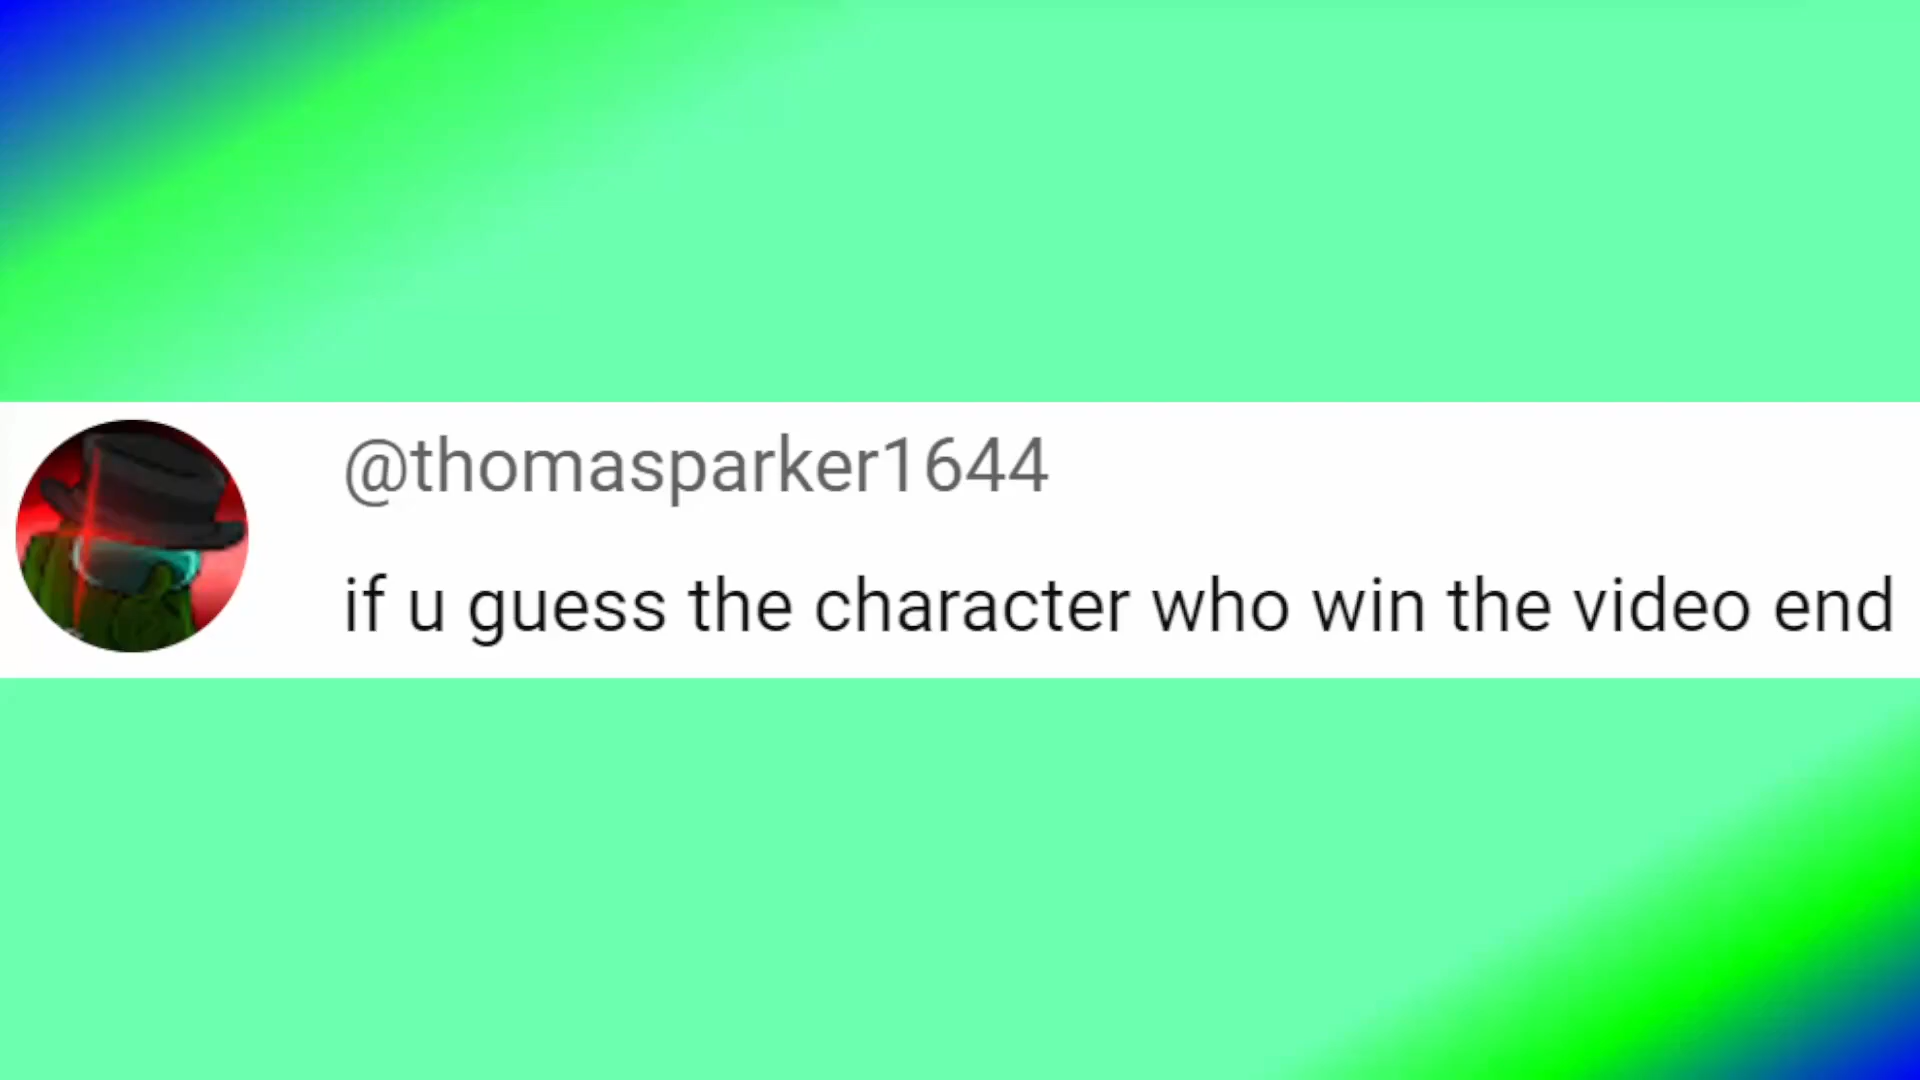 @thomasparker1644
if u guess the character who win the video end